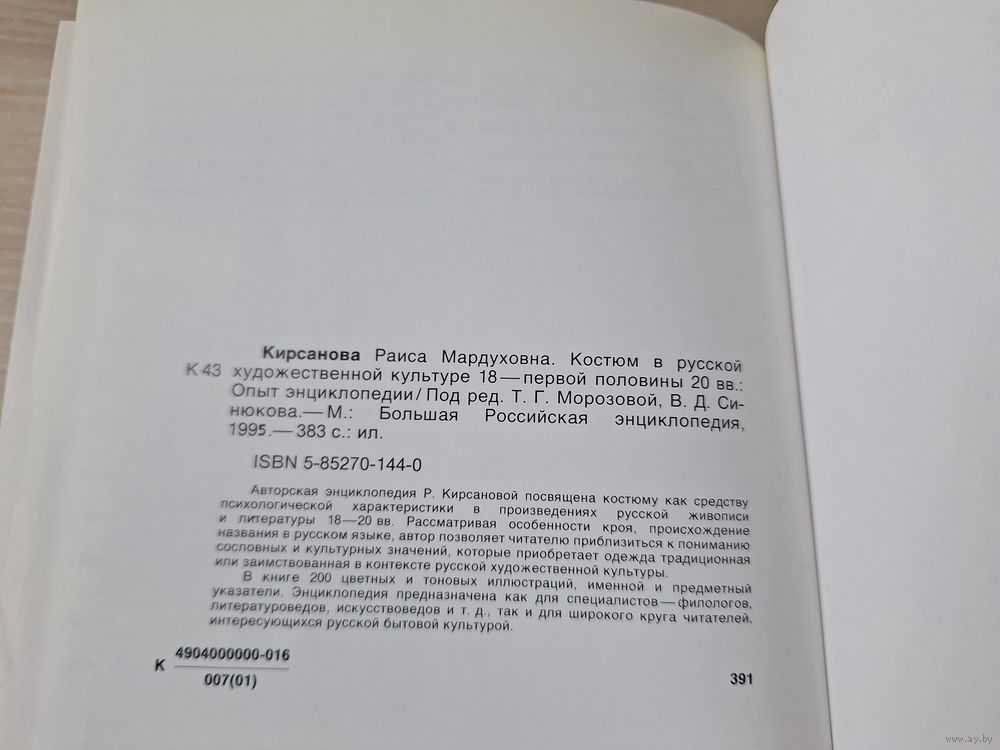 Кирсанова Раиса Мардуховна. Костюм в русской
К 43 художественной культуре 18 — первой половины 20 вв.:
Опыт энциклопедии / Под ред. Т. Г. Морозовой, В. Д. Си-
нюкова.— М.: Большая Российская энциклопедия,
1995.— 383 с.: ил.
ISBN 5-85270-144-0
Авторская энциклопедия Р. Кирсановой посвящена костюму как средству
психологической характеристики в произведениях русской живописи
и литературы 18—20 вв. Рассматривая особенности кроя, происхождение
названия в русском языке, автор позволяет читателю приблизиться к пониманию
сословных и культурных значений, которые приобретает одежда традиционная
или заимствованная в контексте русской художественной культуры.
В книге 200 цветных и тоновых иллюстраций, именной и предметный
указатели. Энциклопедия предназначена как для специалистов — филологов,
литературоведов, искусствоведов и т. д., так и для широкого круга читателей,
интересующихся русской бытовой культурой.
К 4904000000-016
007(01)
391
www.ay.by